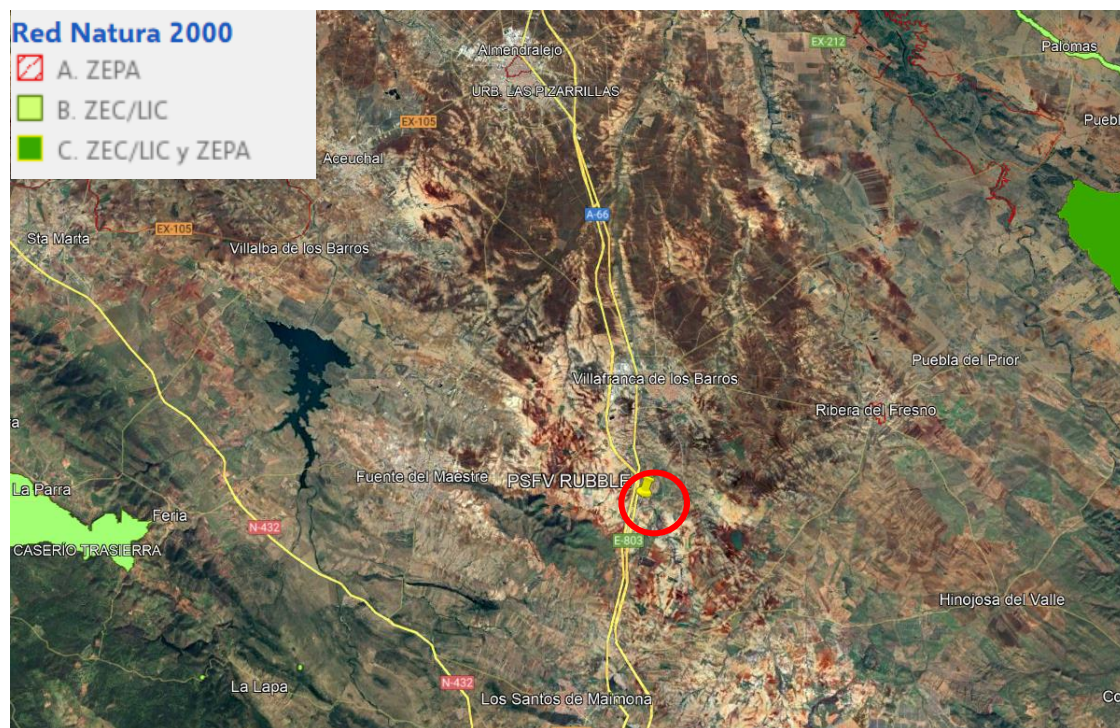 Red Natura 2000
A. ZEPA
B. ZEC/LIC
C. ZEC/LIC y ZEPA
Almendralejo
EX-212
Palomas
URB. LAS PIZARRILLAS
EX-105
Puebl
Aceuchal
A-66
EX-105
Sta Marta
Villalba de los Barros
Puebla del Prior
Villafranca de los Barros
Ribera del Fresno
ra
Fuente del Maestre
PSFV RUBBLE
La Parra
Feria
N-432
E-803
CASERÍO TRASIERRA
Hinojosa del Valle
La Lapa
N-432
Los Santos de Maimona
Co